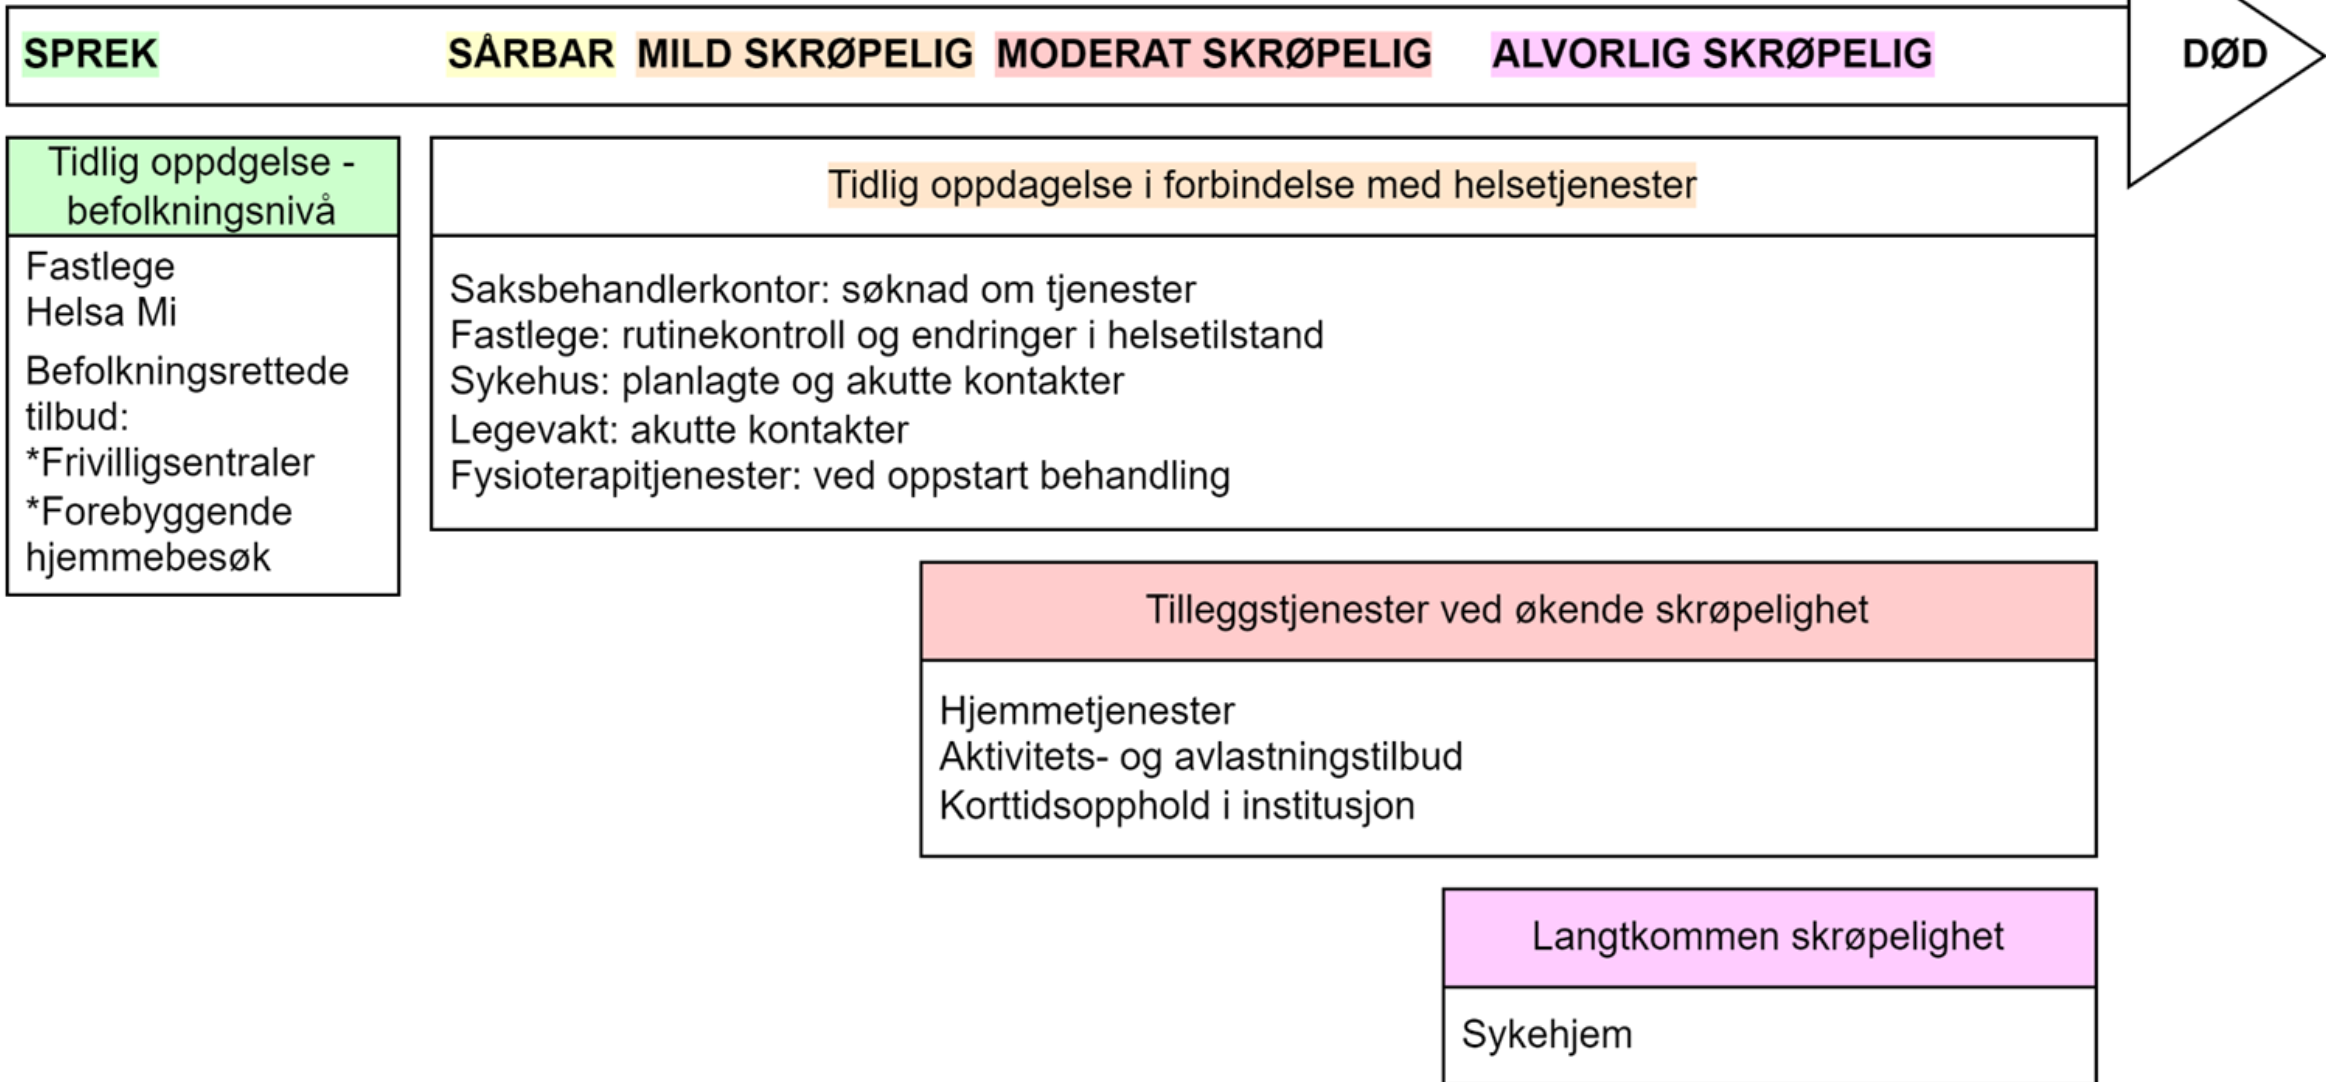 SPREK SÅRBAR MILD SKRØPELIG MODERAT SKRØPELIG ALVORLIG SKRØPELIG DØD
Tidlig oppdgelse -
befolkningsnivå
Fastlege
Helsa Mi
Befolkningsrettede
tilbud:
*Frivilligsentraler
*Forebyggende
hjemmebesøk
Tidlig oppdagelse i forbindelse med helsetjenester
Saksbehandlerkontor: søknad om tjenester
Fastlege: rutinekontroll og endringer i helsetilstand
Sykehus: planlagte og akutte kontakter
Legevakt: akutte kontakter
Fysioterapitjenester: ved oppstart behandling
Tilleggstjenester ved økende skrøpelighet
Hjemmetjenester
Aktivitets- og avlastningstilbud
Korttidsopphold i institusjon
Langtkommen skrøpelighet
Sykehjem